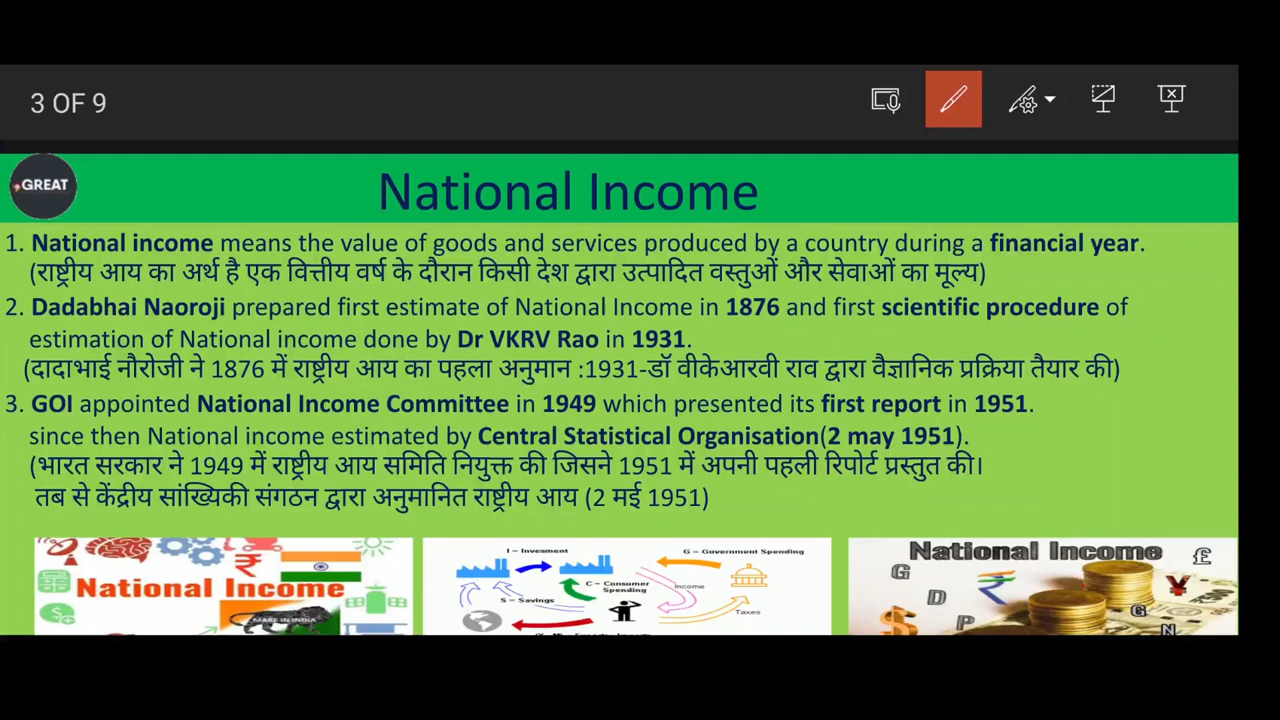 3 OF 9
GREAT
National Income
1. National income means the value of goods and services produced by a country during a financial year.
(राष्ट्रीय आय का अर्थ है एक वित्तीय वर्ष के दौरान किसी देश द्वारा उत्पादित वस्तुओं और सेवाओं का मूल्य)
2. Dadabhai Naoroji prepared first estimate of National Income in 1876 and first scientific procedure of
estimation of National income done by Dr VKRV Rao in 1931.
(दादाभाई नौरोजी ने 1876 में राष्ट्रीय आय का पहला अनुमान :1931-डॉ वीकेआरवी राव द्वारा वैज्ञानिक प्रक्रिया तैयार की)
3. GOI appointed National Income Committee in 1949 which presented its first report in 1951.
since then National income estimated by Central Statistical Organisation(2 may 1951).
(भारत सरकार ने 1949 में राष्ट्रीय आय समिति नियुक्त की जिसने 1951 में अपनी पहली रिपोर्ट प्रस्तुत की।
तब से केंद्रीय सांख्यिकी संगठन द्वारा अनुमानित राष्ट्रीय आय (2 मई 1951)
₹
National Income
MAKE IN INDIA
I – Invesment
G – Government Spending
C – Consumer
Spending
Income
S – Savings
Taxes
National Income
G
₹
£
D
¥
$
P
G
N